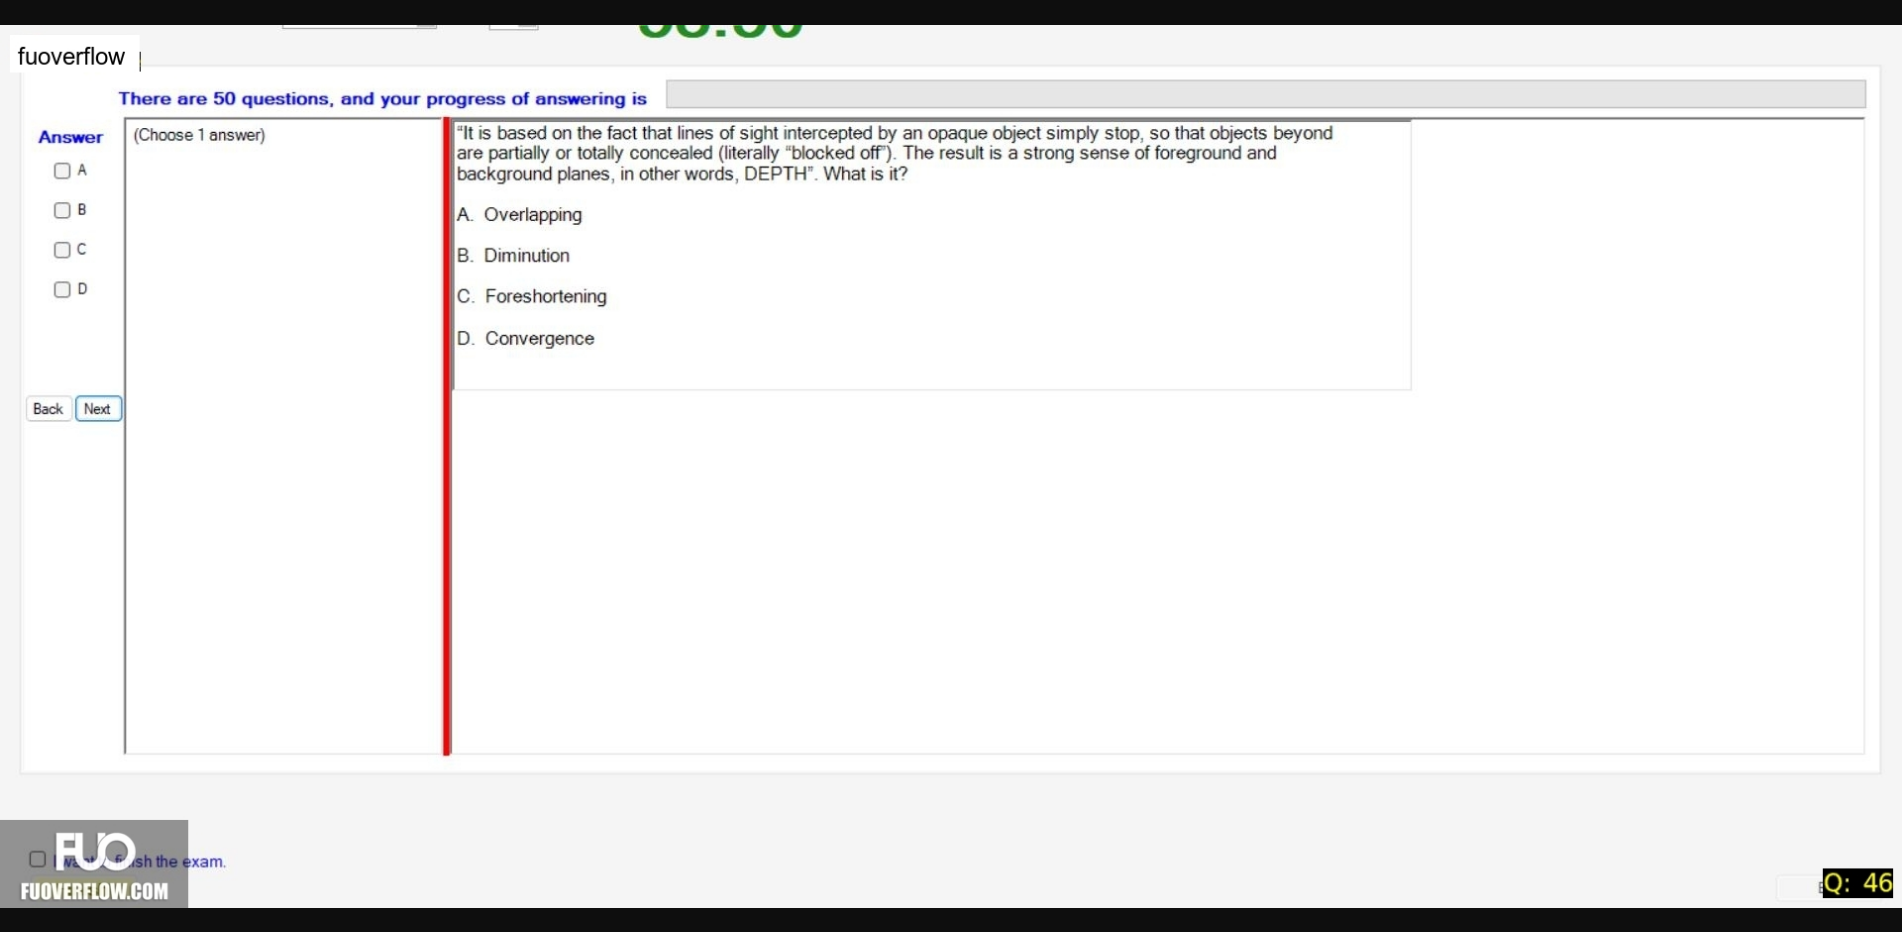 fuoverflow
There are 50 questions, and your progress of answering is
Answer
(Choose 1 answer)
A
B
C
D
Back
Next
“It is based on the fact that lines of sight intercepted by an opaque object simply stop, so that objects beyond
are partially or totally concealed (literally “blocked off”). The result is a strong sense of foreground and
background planes, in other words, DEPTH”. What is it?
A. Overlapping
B. Diminution
C. Foreshortening
D. Convergence
FUO
the exam.
FUOVERFLOW.COM
Q: 46